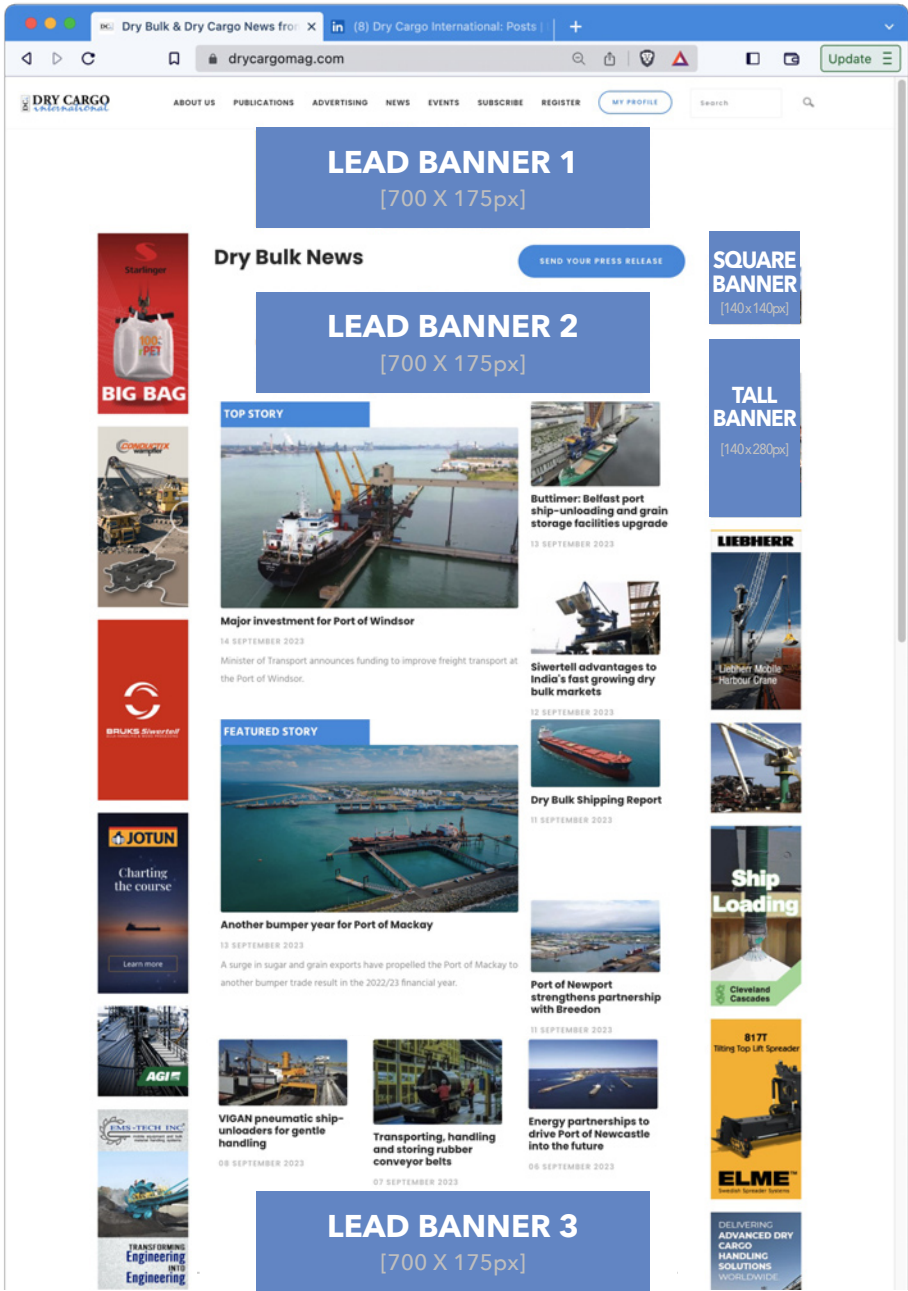 Dry Bulk & Dry Cargo News from
X
in
(8) Dry Cargo International: Posts |
+
drycargomag.com
Update
DRY CARGO
international
ABOUT US
PUBLICATIONS
ADVERTISING
NEWS
EVENTS
SUBSCRIBE
REGISTER
MY PROFILE
Search
LEAD BANNER 1
[700 X 175px]
Starlinger
100%
rPET
BIG BAG
Dry Bulk News
SEND YOUR PRESS RELEASE
SQUARE
BANNER
[140x140px]
LEAD BANNER 2
[700 X 175px]
TALL
BANNER
[140x280px]
CONDUCTIX
wampfler
TOP STORY
Major investment for Port of Windsor
14 SEPTEMBER 2023
Minister of Transport announces funding to improve freight transport at
the Port of Windsor.
Buttimer: Belfast port
ship-unloading and grain
storage facilities upgrade
13 SEPTEMBER 2023
Siwertell advantages to
India's fast growing dry
bulk markets
12 SEPTEMBER 2023
LIEBHERR
Liebherr Mobile
Harbour Crane
BRUKS Siwertell
FEATURED STORY
Another bumper year for Port of Mackay
13 SEPTEMBER 2023
A surge in sugar and grain exports have propelled the Port of Mackay to
another bumper trade result in the 2022/23 financial year.
Dry Bulk Shipping Report
11 SEPTEMBER 2023
JOTUN
Charting
the course
Learn more
Ship
Loading
Cleveland
Cascades
Port of Newport
strengthens partnership
with Breedon
11 SEPTEMBER 2023
AGI
VIGAN pneumatic ship-
unloaders for gentle
handling
08 SEPTEMBER 2023
Transporting, handling
and storing rubber
conveyor belts
07 SEPTEMBER 2023
Energy partnerships to
drive Port of Newcastle
into the future
06 SEPTEMBER 2023
817T
Tilting Top Lift Spreader
ELME™
Swedish Spreader Systems
EMS-TECH INC
TRANSFORMING
Engineering
INTO
Engineering
LEAD BANNER 3
[700 X 175px]
DELIVERING
ADVANCED DRY
CARGO
HANDLING
SOLUTIONS
WORLDWIDE